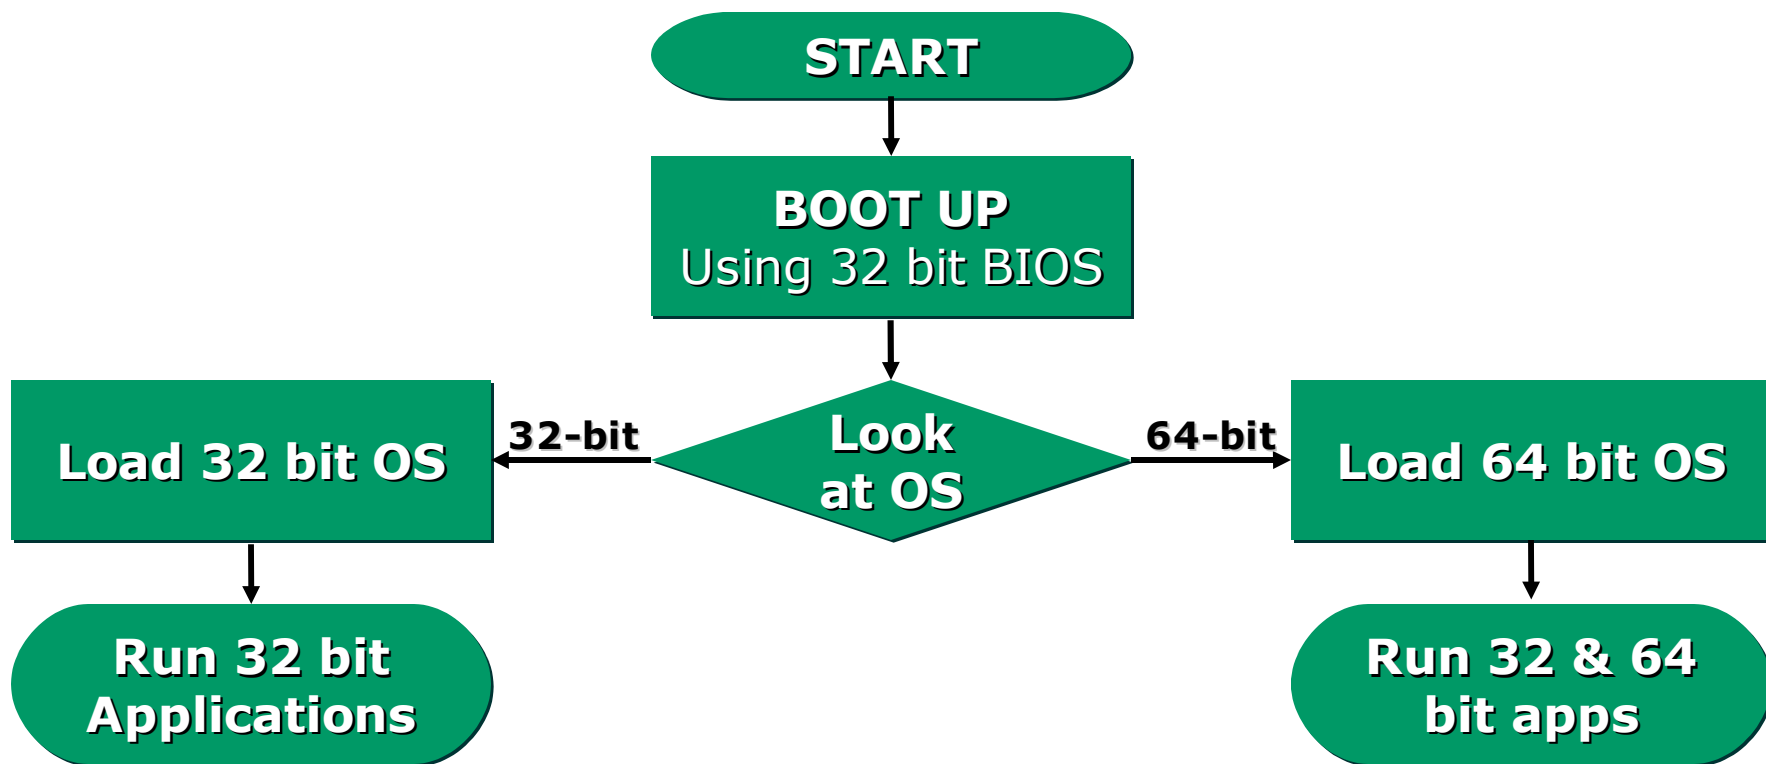 START
BOOT UP
Using 32 bit BIOS
32-bit
64-bit
Look
at OS
Load 32 bit OS
Load 64 bit OS
Run 32 bit
Applications
Run 32 & 64
bit apps